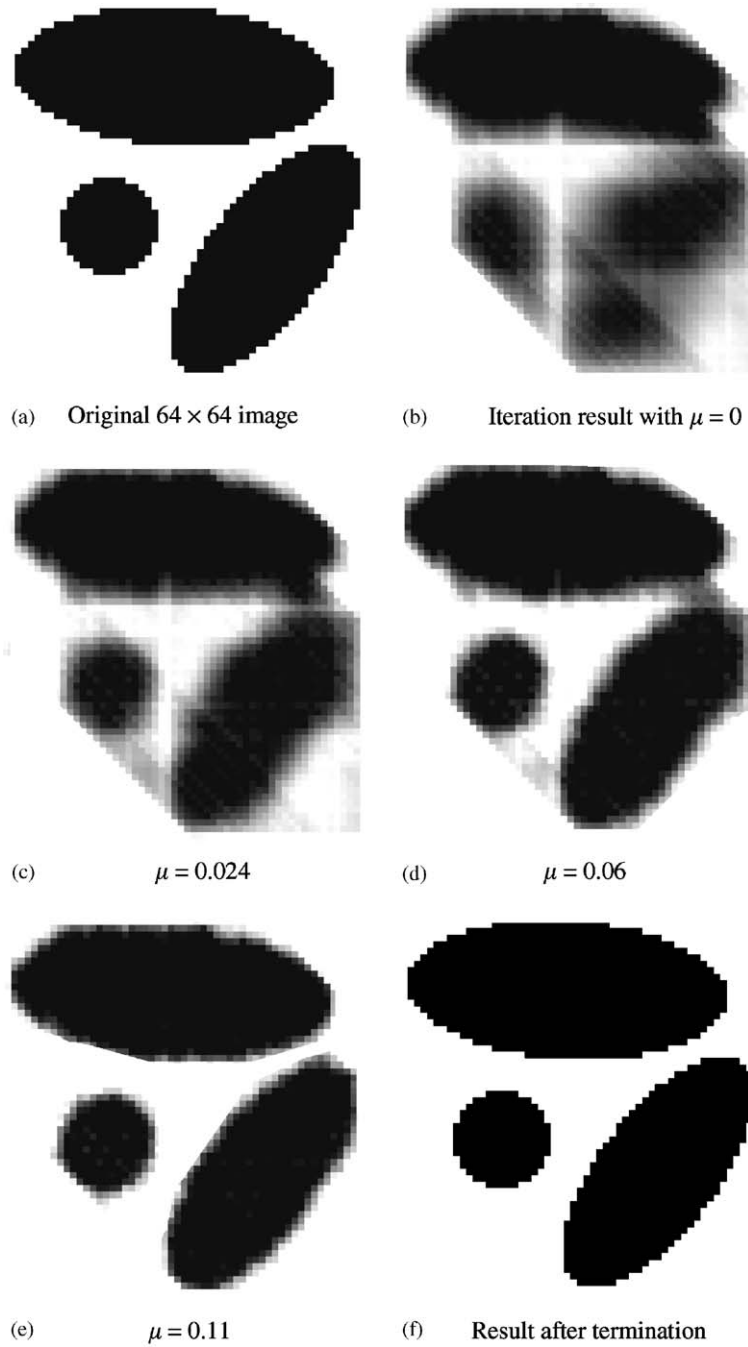 (a) Original 64 × 64 image
(b) Iteration result with μ = 0
(c) μ = 0.024
(d) μ = 0.06
(e) μ = 0.11
(f) Result after termination